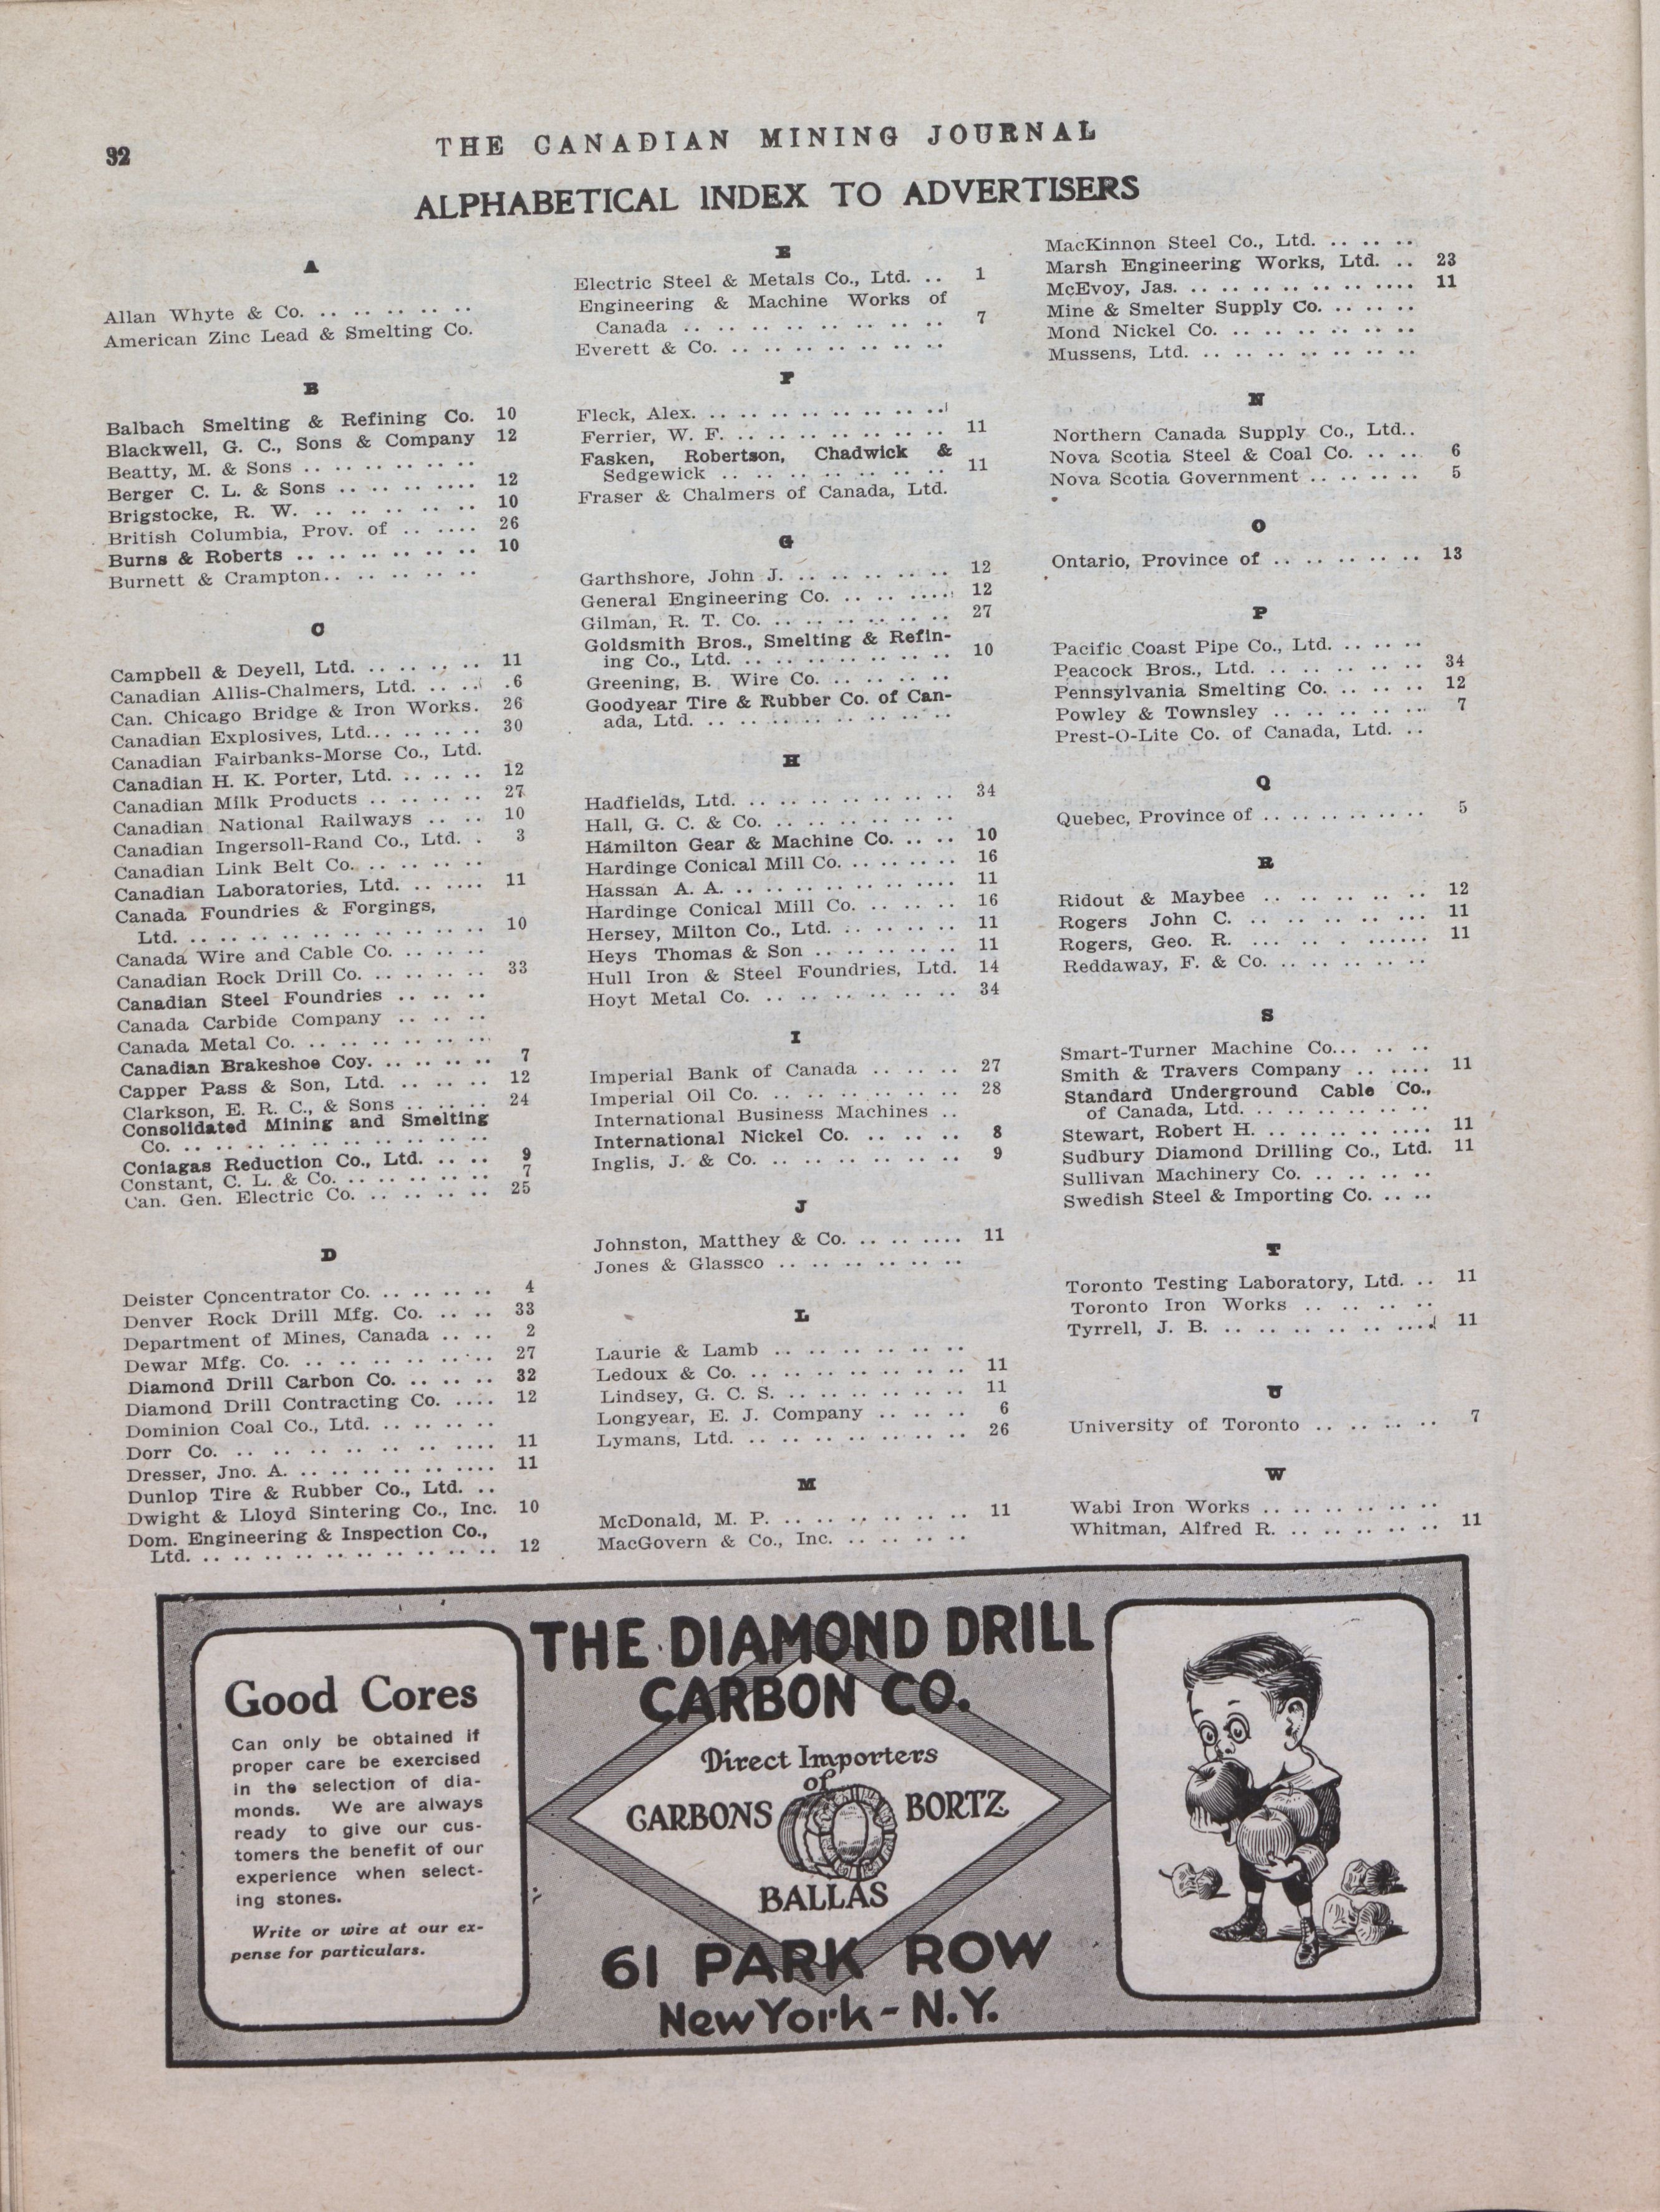 32
THE CANADIAN MINING JOURNAL
ALPHABETICAL INDEX TO ADVERTISERS
A
Allan Whyte & Co. .. .. .. .. .. ..
American Zinc Lead & Smelting Co.
B
Balbach Smelting & Refining Co. 10
Blackwell, G. C., Sons & Company 12
Beatty, M. & Sons .. .. .. .. .. ..
Berger C. L. & Sons .. .. .. .... 12
Brigstocke, R. W. .. .. .. .. .. .. 10
British Columbia, Prov. of .. .... 26
Burns & Roberts .. .. .. .. .. .. 10
Burnett & Crampton.. .. .. .. ..
C
Campbell & Deyell, Ltd. .. .. .. .. 11
Canadian Allis-Chalmers, Ltd. .. .. .6
Can. Chicago Bridge & Iron Works. 26
Canadian Explosives, Ltd... .. .. .. 30
Canadian Fairbanks-Morse Co., Ltd.
Canadian H. K. Porter, Ltd. .. .. .. 12
Canadian Milk Products .. .. .. .. 27
Canadian National Railways .. .. 10
Canadian Ingersoll-Rand Co., Ltd. . 3
Canadian Link Belt Co. .. .. .. ..
Canadian Laboratories, Ltd. .. .... 11
Canada Foundries & Forgings,
Ltd. .. .. .. .. .. .. .. .. .. .. 10
Canada Wire and Cable Co. .. .. ..
Canadian Rock Drill Co. .. .. .. .. 33
Canadian Steel Foundries .. .. ..
Canada Carbide Company .. .. ..
Canada Metal Co. .. .. .. .. .. ..
Canadian Brakeshoe Coy. .. .. .. .. 7
Capper Pass & Son, Ltd. .. .. .. 12
Clarkson, E. R. C., & Sons .. .. .. 24
Consolidated Mining and Smelting
Co. .. .. .. .. .. .. .. .. .. ..
Coniagas Reduction Co., Ltd. .. .. 9
Constant, C. L. & Co. .. .. .. .. .. 7
Can. Gen. Electric Co. .. .. .. .. 25
D
Deister Concentrator Co. .. .. .. .. 4
Denver Rock Drill Mfg. Co. .. .. 33
Department of Mines, Canada .. .. 2
Dewar Mfg. Co. .. .. .. .. .. .. 27
Diamond Drill Carbon Co. .. .. .. 32
Diamond Drill Contracting Co. .... 12
Dominion Coal Co., Ltd. .. .. .. ..
Dorr Co. .. .. .. .. .. .. .. .... 11
Dresser, Jno. A. .. .. .. .. .. .... 11
Dunlop Tire & Rubber Co., Ltd. ..
Dwight & Lloyd Sintering Co., Inc. 10
Dom. Engineering & Inspection Co.,
Ltd. .. .. .. .. .. .. .. .. .. .. 12
E
Electric Steel & Metals Co., Ltd. .. 1
Engineering & Machine Works of
Canada .. .. .. .. .. .. .. .. .. 7
Everett & Co. .. .. .. .. .. .. ..
F
Fleck, Alex. .. .. .. .. .. .. .. ..
Ferrier, W. F. .. .. .. .. .. .. .. 11
Fasken, Robertson, Chadwick &
Sedgewick .. .. .. .. .. .. .. .. 11
Fraser & Chalmers of Canada, Ltd.
G
Garthshore, John J. .. .. .. .. .. 12
General Engineering Co. .. .. .... 12
Gilman, R. T. Co. .. .. .. .. .. .. 27
Goldsmith Bros., Smelting & Refin-
ing Co., Ltd. .. .. .. .. .. .. .. 10
Greening, B. Wire Co. .. .. .. ..
Goodyear Tire & Rubber Co. of Can-
ada, Ltd. .. .. .. .. .. .. .. ..
H
Hadfields, Ltd. .. .. .. .. .. .. .. 34
Hall, G. C. & Co. .. .. .. .. .. ..
Hamilton Gear & Machine Co. .. .. 10
Hardinge Conical Mill Co. .. .. .. .. 16
Hassan A. A. .. .. .. .. .. .. .... 11
Hardinge Conical Mill Co. .. .. .. 16
Hersey, Milton Co., Ltd. .. .. .. .. 11
Heys Thomas & Son .. .. .. .. .. 11
Hull Iron & Steel Foundries, Ltd. 14
Hoyt Metal Co. .. .. .. .. .. .. .. 34
I
Imperial Bank of Canada .. .. .. 27
Imperial Oil Co. .. .. .. .. .. .. 28
International Business Machines ..
International Nickel Co. .. .. .. 8
Inglis, J. & Co. .. .. .. .. .. .. 9
J
Johnston, Matthey & Co. .. .. .... 11
Jones & Glassco .. .. .. .. .. ..
L
Laurie & Lamb .. .. .. .. .. .. ..
Ledoux & Co. .. .. .. .. .. .. .. 11
Lindsey, G. C. S. .. .. .. .. .. .. 11
Longyear, E. J. Company .. .. .. 6
Lymans, Ltd. .. .. .. .. .. .. .. 26
M
McDonald, M. P. .. .. .. .. .. .. 11
MacGovern & Co., Inc. .. .. .. ..
MacKinnon Steel Co., Ltd. .. .. ..
Marsh Engineering Works, Ltd. .. 23
McEvoy, Jas. .. .. .. .. .. .. .... 11
Mine & Smelter Supply Co. .. .. ..
Mond Nickel Co. .. .. .. .. .. ..
Mussens, Ltd. .. .. .. .. .. .. ..
N
Northern Canada Supply Co., Ltd..
Nova Scotia Steel & Coal Co. .. .. 6
Nova Scotia Government .. .. .. .. 5
O
Ontario, Province of .. .. .. .. .. 13
P
Pacific Coast Pipe Co., Ltd. .. .. ..
Peacock Bros., Ltd. .. .. .. .. .. 34
Pennsylvania Smelting Co. .. .. .. 12
Powley & Townsley .. .. .. .. .. 7
Prest-O-Lite Co. of Canada, Ltd. ..
Q
Quebec, Province of .. .. .. .. .. .. 5
R
Ridout & Maybee .. .. .. .. .. .. 12
Rogers John C. .. .. .. .. .. ... 11
Rogers, Geo. R. ... .. . ...... 11
Reddaway, F. & Co. .. .. .. .. ..
S
Smart-Turner Machine Co... .. ..
Smith & Travers Company .. .. .... 11
Standard Underground Cable Co.,
of Canada, Ltd. .. .. .. .. .. ..
Stewart, Robert H. .. .. .. .. .... 11
Sudbury Diamond Drilling Co., Ltd. 11
Sullivan Machinery Co. .. .. .. ..
Swedish Steel & Importing Co. .. ..
T
Toronto Testing Laboratory, Ltd. .. 11
Toronto Iron Works .. .. .. .. ..
Tyrrell, J. B. .. .. .. .. .. .. .... 11
U
University of Toronto .. .. .. .. .. 7
W
Wabi Iron Works .. .. .. .. .. ..
Whitman, Alfred R. .. .. .. .. .. 11
Good Cores
Can only be obtained if
proper care be exercised
in the selection of dia-
monds. We are always
ready to give our cus-
tomers the benefit of our
experience when select-
ing stones.
Write or wire at our ex-
pense for particulars.
THE DIAMOND DRILL
CARBON CO.
Direct Importers
of
CARBONS BORTZ
BALLAS
61 PARK ROW
New York - N.Y.